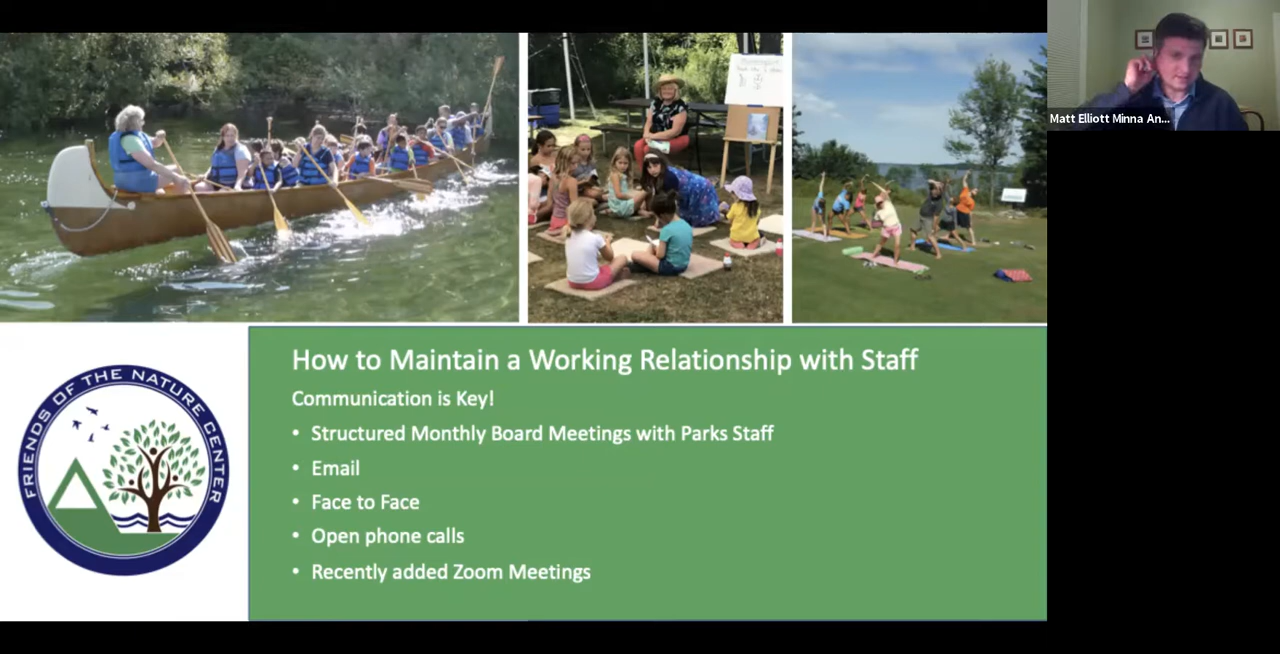 Matt Elliott Minna An...
FRIENDS OF THE NATURE CENTER
How to Maintain a Working Relationship with Staff
Communication is Key!
• Structured Monthly Board Meetings with Parks Staff
• Email
• Face to Face
• Open phone calls
• Recently added Zoom Meetings